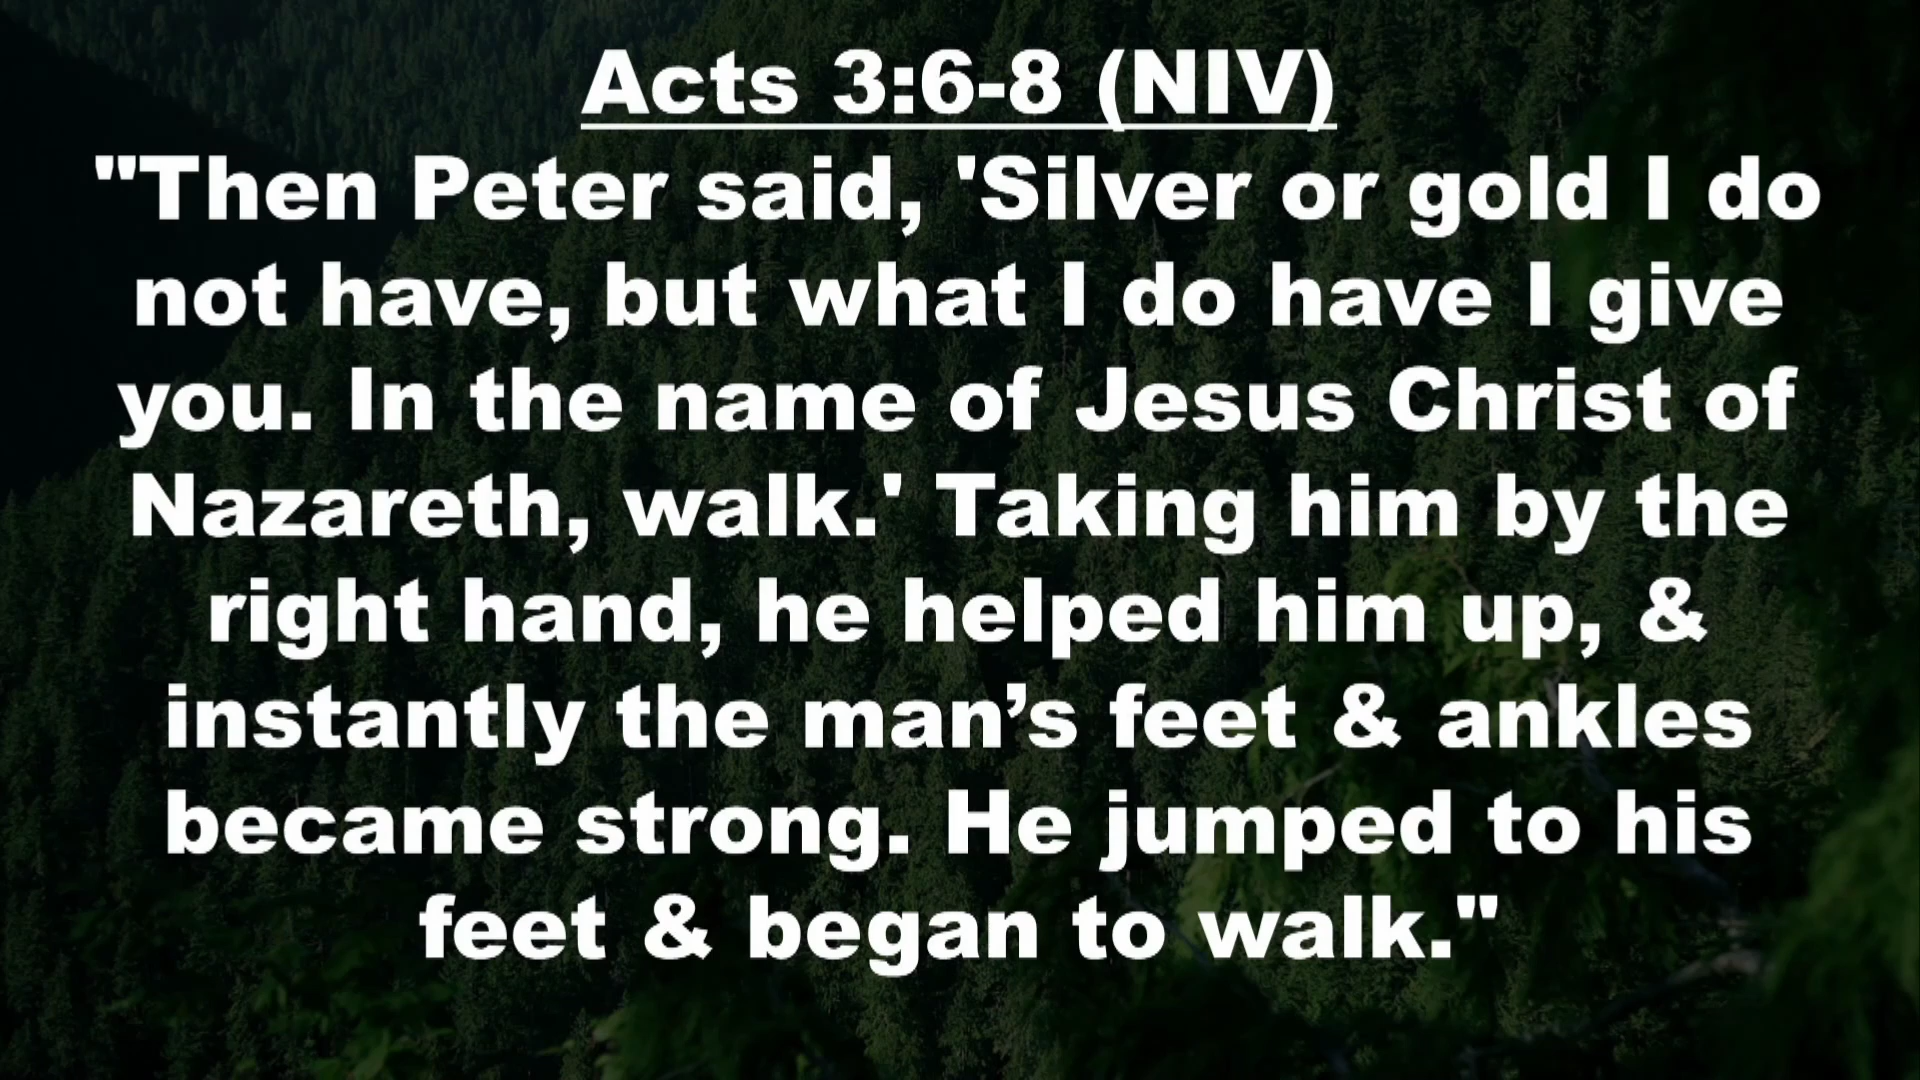 Acts 3:6-8 (NIV)
"Then Peter said, 'Silver or gold I do
not have, but what I do have I give
you. In the name of Jesus Christ of
Nazareth, walk.' Taking him by the
right hand, he helped him up, &
instantly the man’s feet & ankles
became strong. He jumped to his
feet & began to walk."